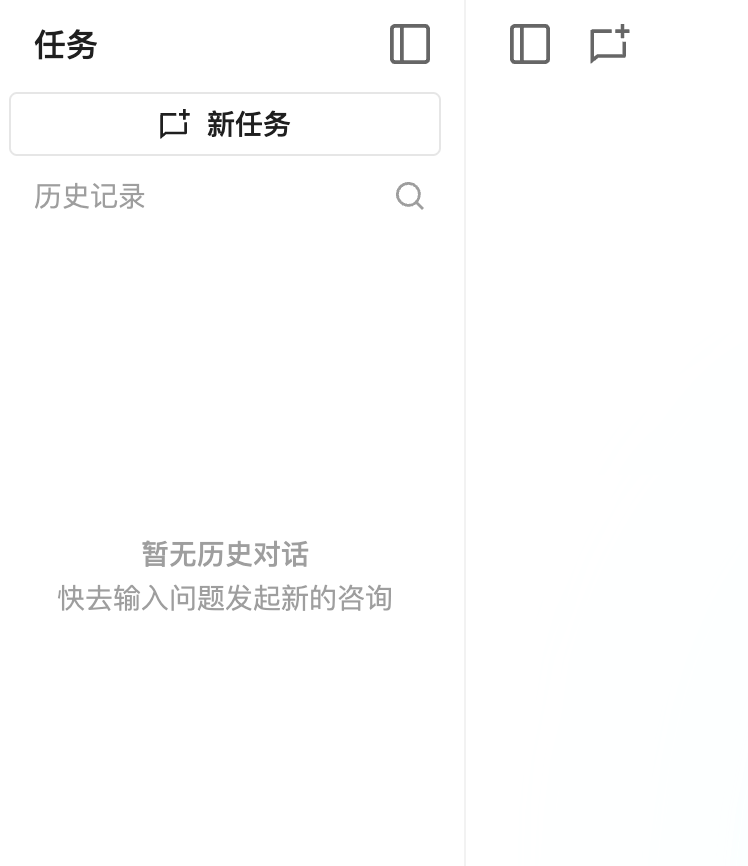 任务
新任务
历史记录
暂无历史对话
快去输入问题发起新的咨询